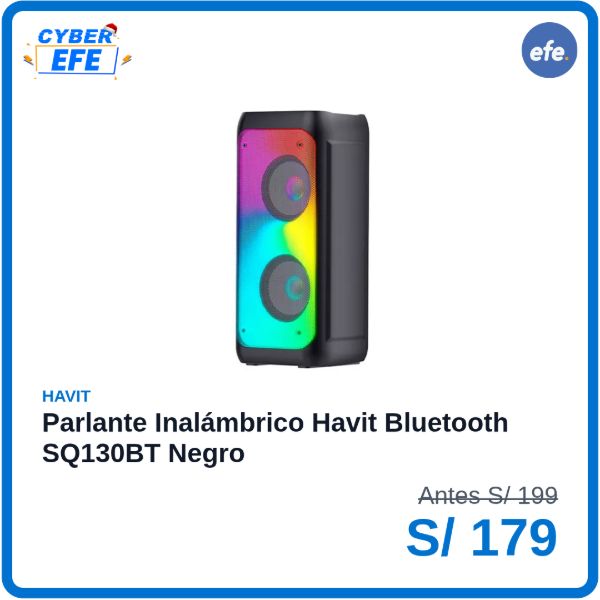 CYBER
EFE
efe.
HAVIT
Parlante Inalámbrico Havit Bluetooth
SQ130BT Negro
Antes S/ 199
S/ 179